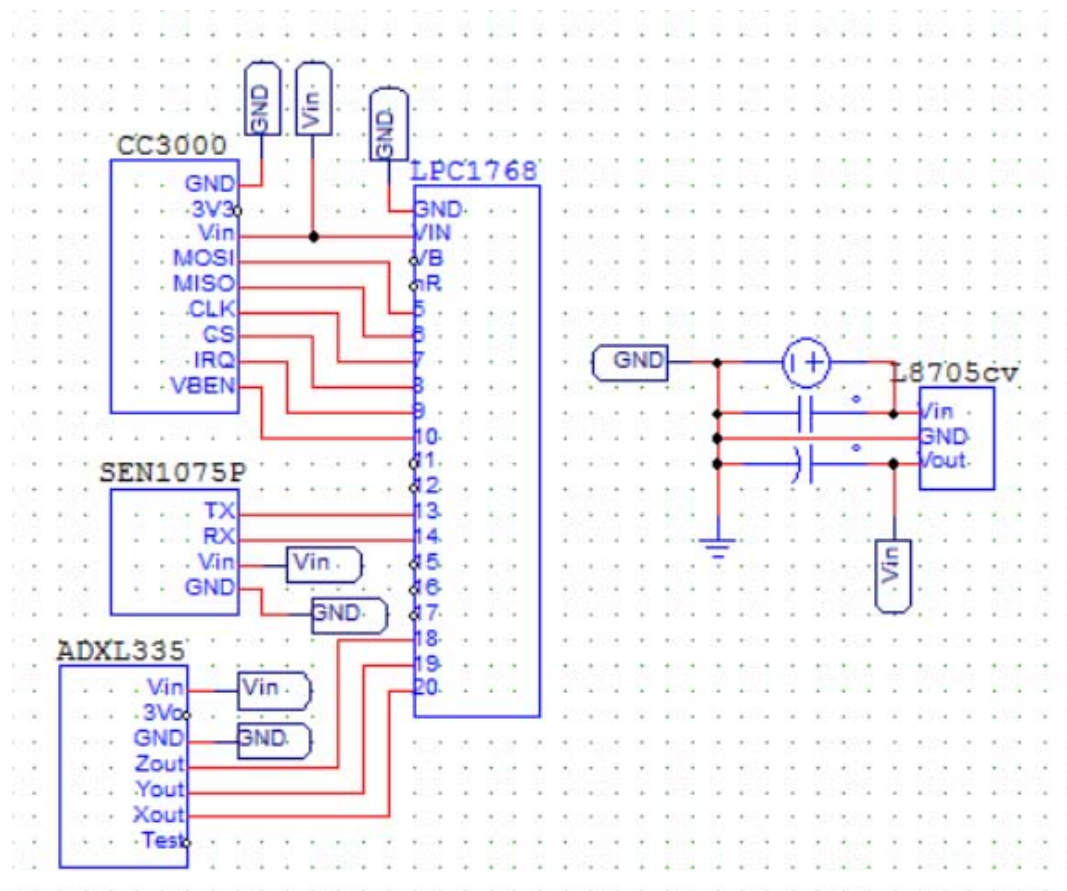 GND
Vin
GND
CC3000
GND
3V3
Vin
MOSI
MISO
CLK
CS
IRQ
VBEN
LPC1768
GND
VIN
VB
nR
5
6
7
8
9
10
11
12
13
14
15
16
17
18
19
20
SEN1075P
TX
RX
Vin
GND
Vin
GND
ADXL335
Vin
3Vo
GND
Zout
Yout
Xout
Test
Vin
GND
GND
L8705cv
Vin
GND
Vout
Vin